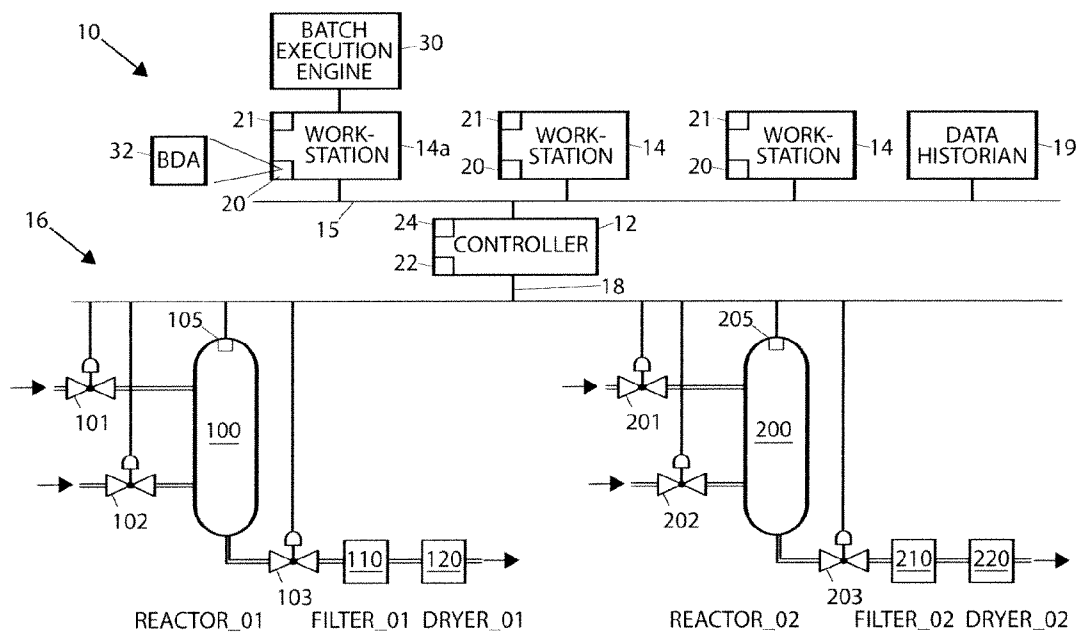 10
BATCH
EXECUTION
ENGINE
30
21
WORK-
STATION
14a
21
WORK-
STATION
14
21
WORK-
STATION
14
DATA
HISTORIAN
19
32
BDA
20
20
20
15
16
24
CONTROLLER
12
22
18
105
205
101
201
100
200
102
202
103
110
120
203
210
220
REACTOR_01
FILTER_01
DRYER_01
REACTOR_02
FILTER_02
DRYER_02